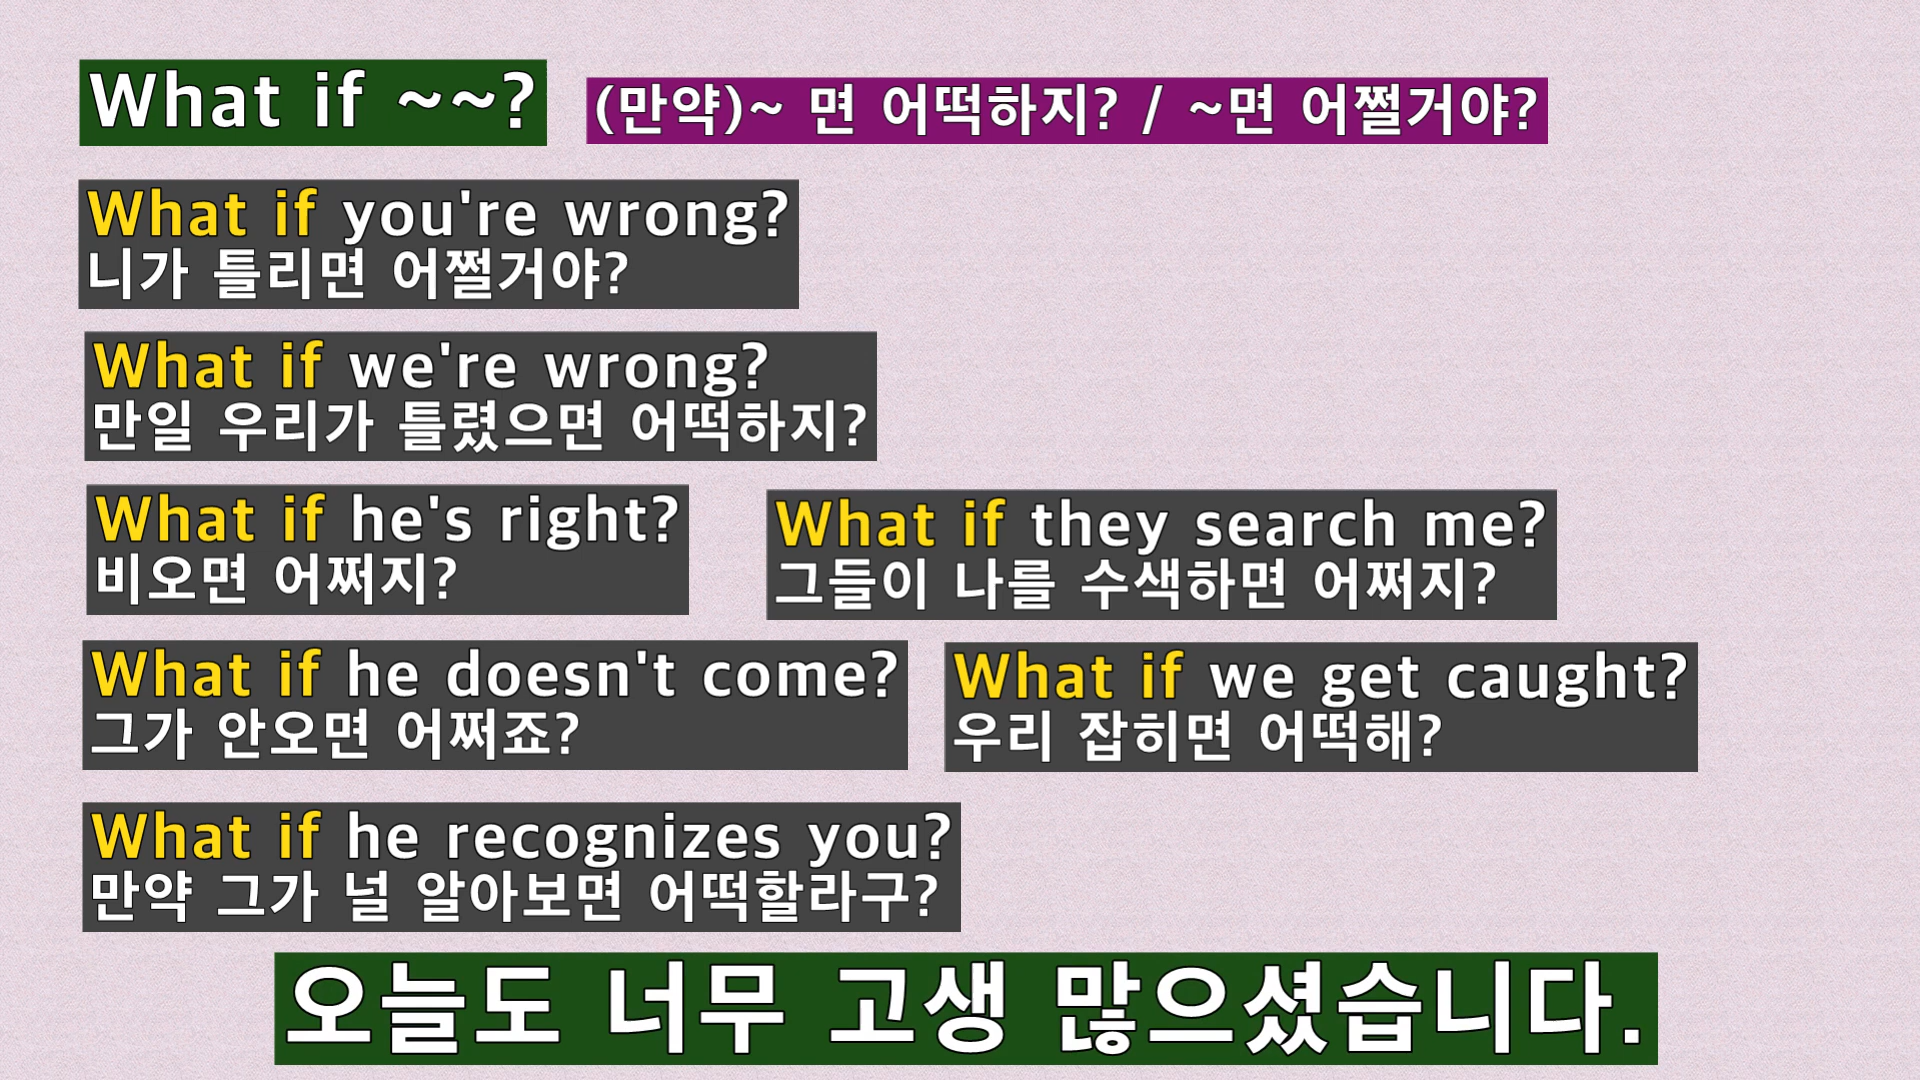 What if ~~?
(만약)~ 면 어떡하지? / ~면 어쩔거야?
What if you're wrong?
니가 틀리면 어쩔거야?
What if we're wrong?
만일 우리가 틀렸으면 어떡하지?
What if he's right?
비오면 어쩌지?
What if they search me?
그들이 나를 수색하면 어쩌지?
What if he doesn't come?
그가 안오면 어쩌죠?
What if we get caught?
우리 잡히면 어떡해?
What if he recognizes you?
만약 그가 널 알아보면 어떡할라구?
오늘도 너무 고생 많으셨습니다.